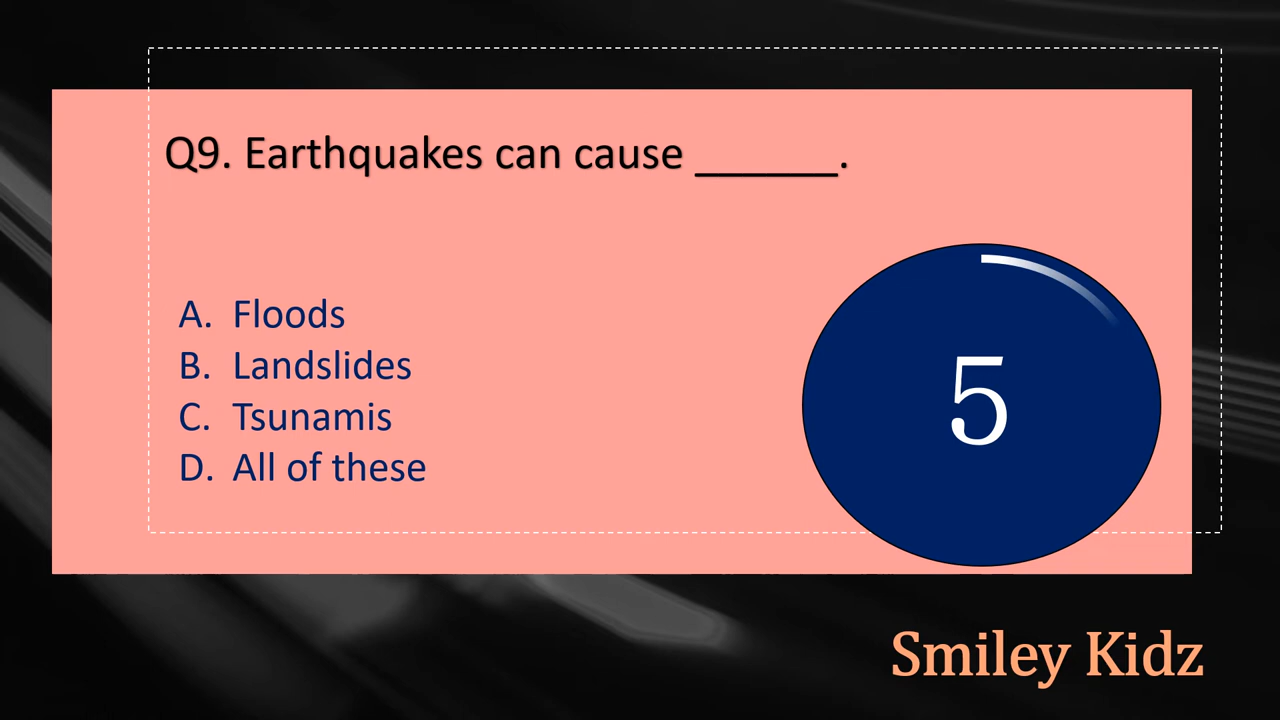 Q9. Earthquakes can cause ______.
A. Floods
B. Landslides
C. Tsunamis
D. All of these
5
Smiley Kidz